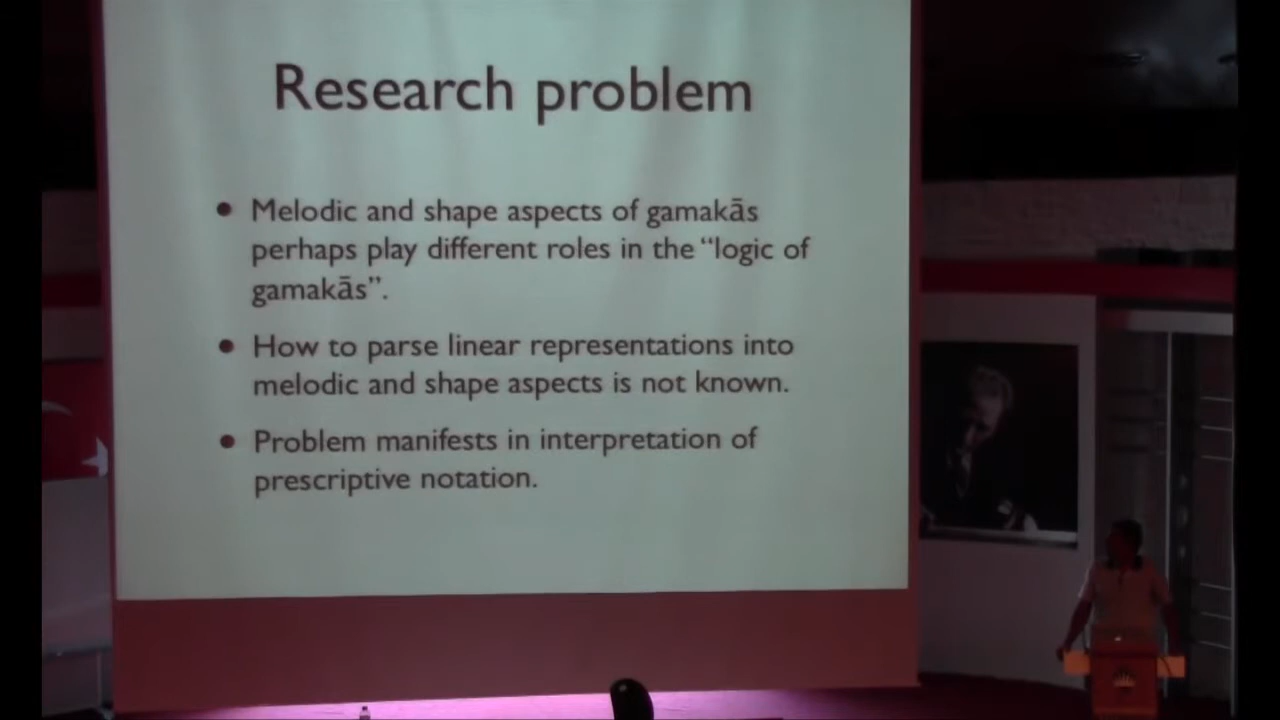 Research problem
• Melodic and shape aspects of gamakās
perhaps play different roles in the “logic of
gamakās”.
• How to parse linear representations into
melodic and shape aspects is not known.
• Problem manifests in interpretation of
prescriptive notation.